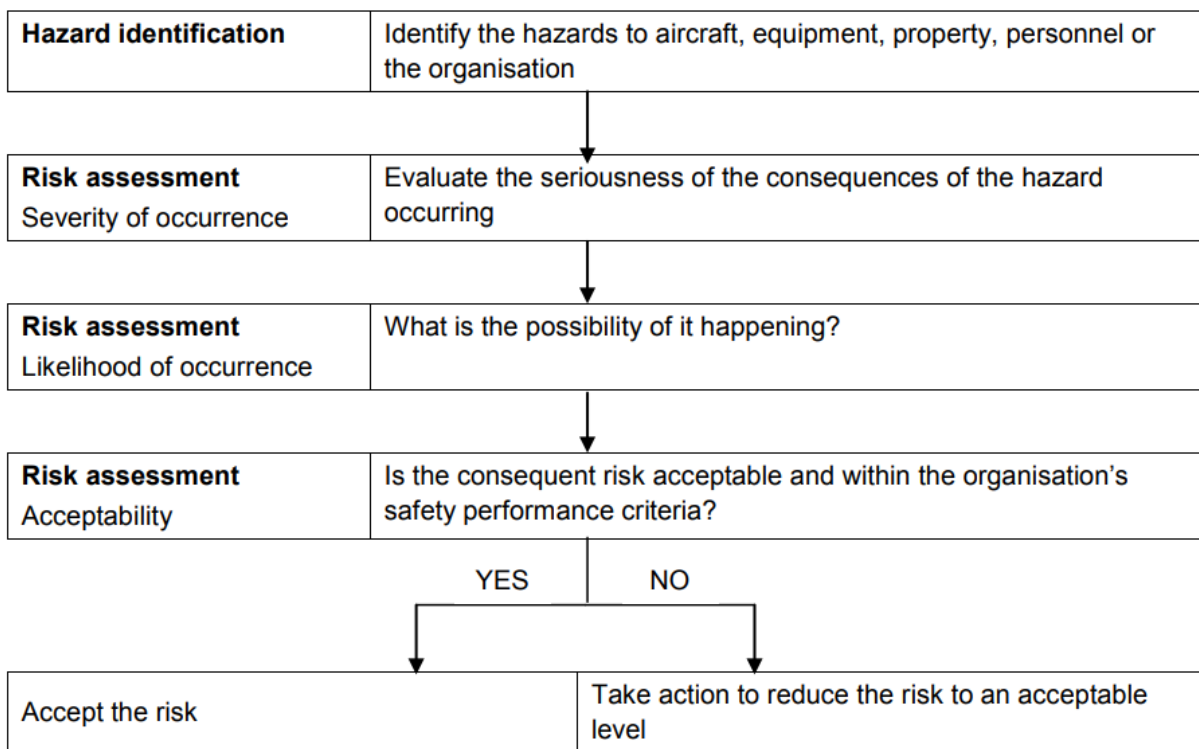 Hazard identification
Identify the hazards to aircraft, equipment, property, personnel or
the organisation
Risk assessment
Severity of occurrence
Evaluate the seriousness of the consequences of the hazard
occurring
Risk assessment
Likelihood of occurrence
What is the possibility of it happening?
Risk assessment
Acceptability
Is the consequent risk acceptable and within the organisation's
safety performance criteria?
YES
NO
Accept the risk
Take action to reduce the risk to an acceptable
level